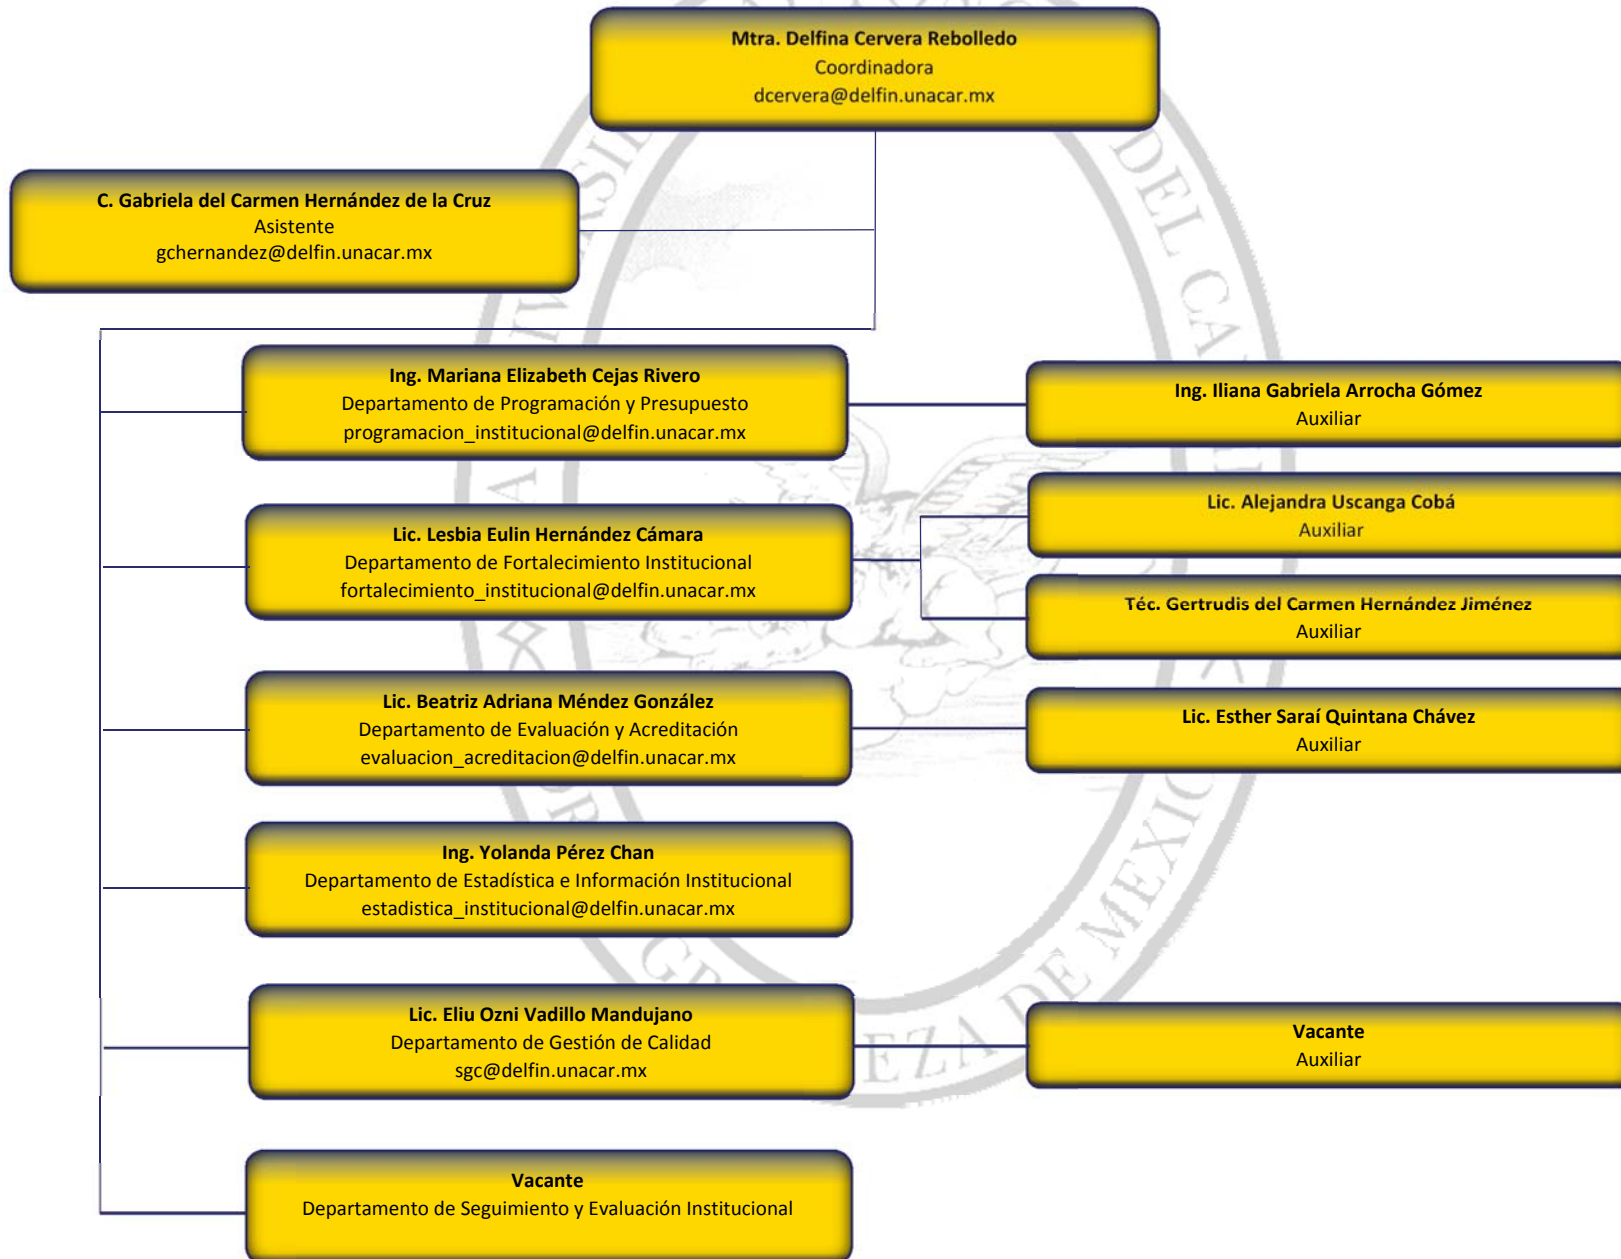 Mtra. Delfina Cervera Rebolledo
Coordinadora
dcervera@delfin.unacar.mx
C. Gabriela del Carmen Hernández de la Cruz
Asistente
gchernandez@delfin.unacar.mx
Ing. Mariana Elizabeth Cejas Rivero
Departamento de Programación y Presupuesto
programacion_institucional@delfin.unacar.mx
Ing. Iliana Gabriela Arrocha Gómez
Auxiliar
Lic. Lesbia Eulin Hernández Cámara
Departamento de Fortalecimiento Institucional
fortalecimiento_institucional@delfin.unacar.mx
Lic. Alejandra Uscanga Cobá
Auxiliar
Téc. Gertrudis del Carmen Hernández Jiménez
Auxiliar
Lic. Beatriz Adriana Méndez González
Departamento de Evaluación y Acreditación
evaluacion_acreditacion@delfin.unacar.mx
Lic. Esther Saraí Quintana Chávez
Auxiliar
Ing. Yolanda Pérez Chan
Departamento de Estadística e Información Institucional
estadistica_institucional@delfin.unacar.mx
Lic. Eliu Ozni Vadillo Mandujano
Departamento de Gestión de Calidad
sgc@delfin.unacar.mx
Vacante
Auxiliar
Vacante
Departamento de Seguimiento y Evaluación Institucional
DEL
DE MEXIC